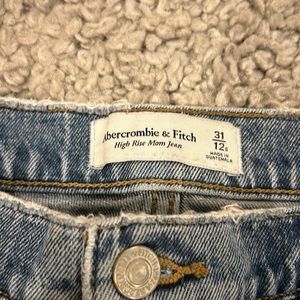 Abercrombie & Fitch
High Rise Mom Jean
31
12S
MADE IN
GUATEMALA